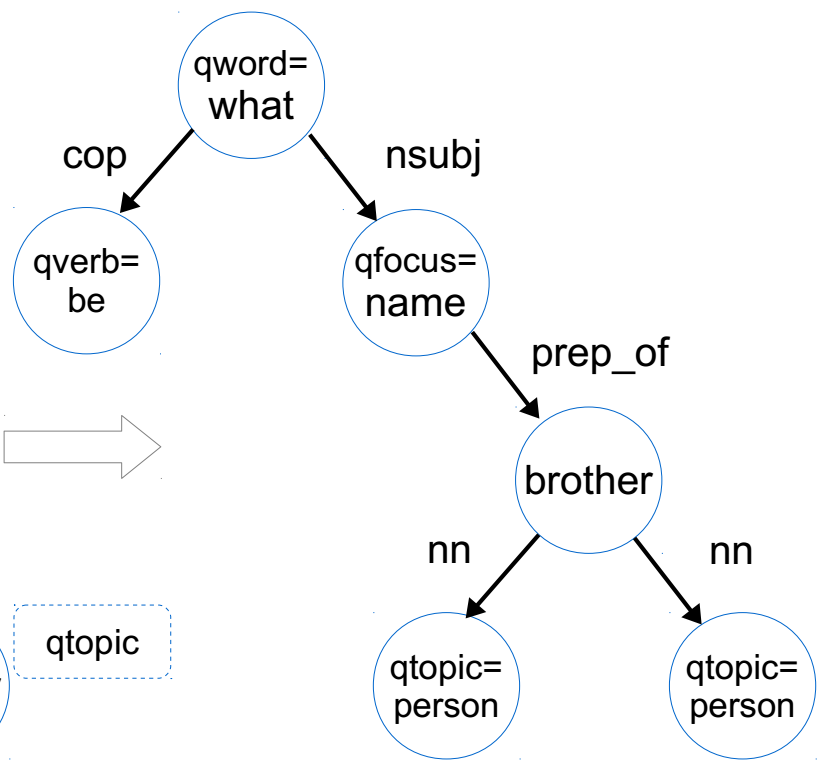 qword=
what
cop
nsubj
qverb=
be
qfocus=
name
prep_of
brother
nn
nn
qtopic
qtopic=
person
qtopic=
person